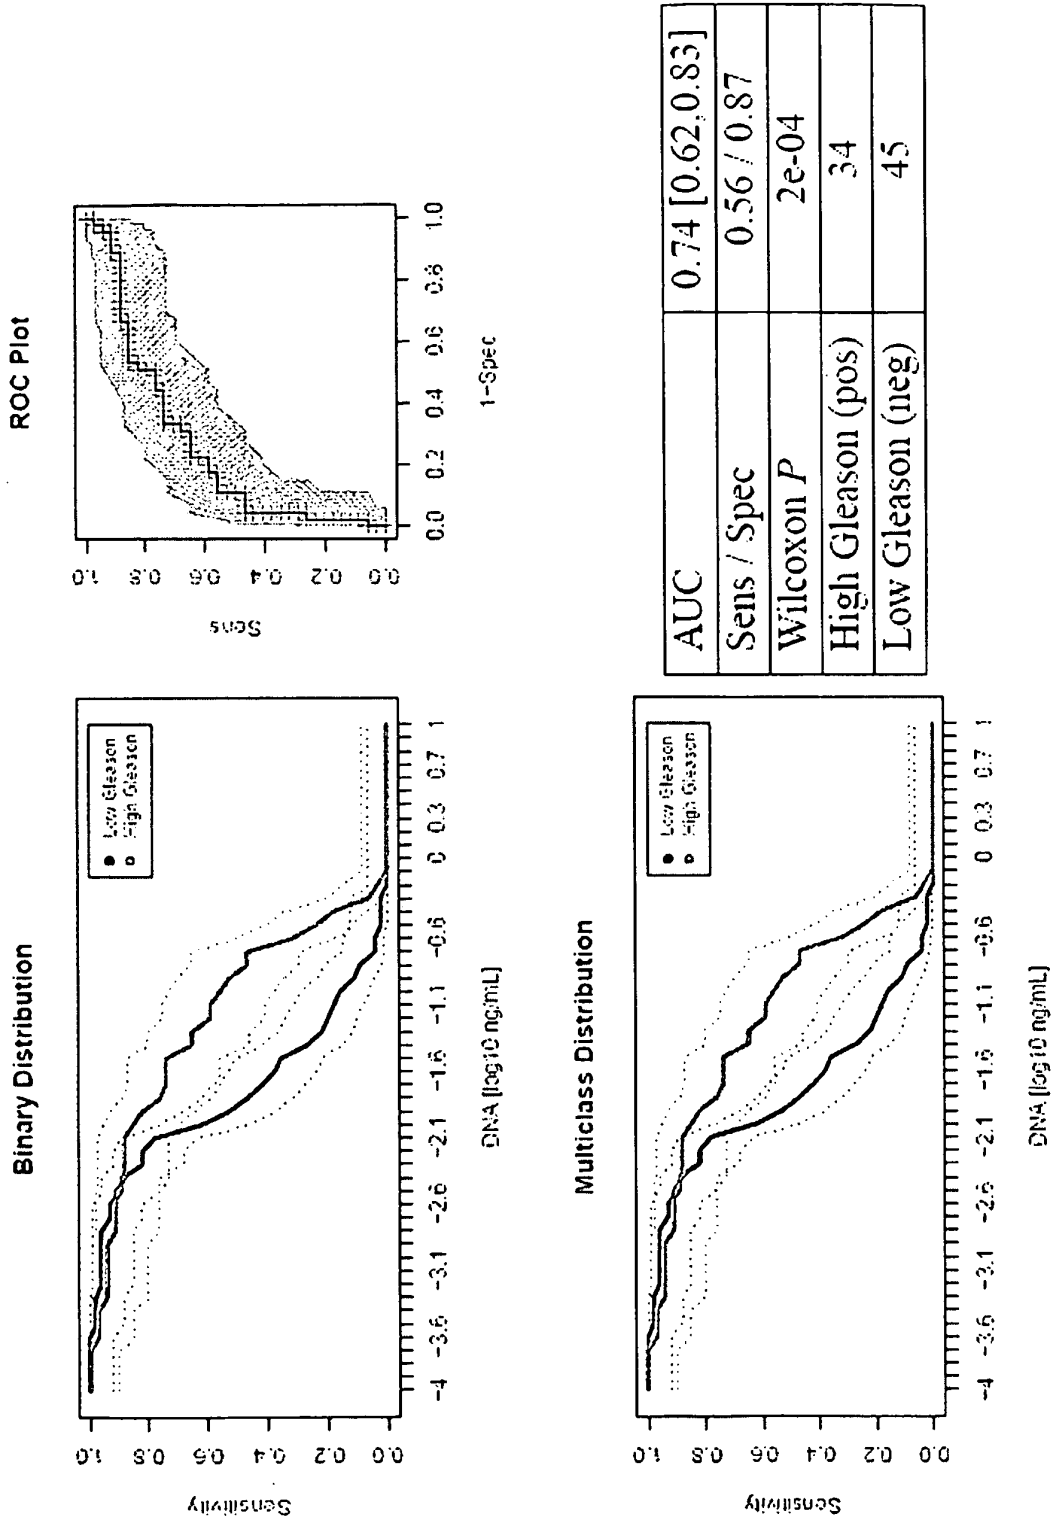 Binary Distribution
Sensitivity
1.0 0.8 0.6 0.4 0.2 0.0
Low Gleason
High Gleason
-4 -3.6 -3.1 -2.6 -2.1 -1.6 -1.1 -0.6 0 0.3 0.7 1
DNA [log10 ng/mL]
ROC Plot
Sens
1.0 0.8 0.6 0.4 0.2 0.0
0.0 0.2 0.4 0.6 0.8 1.0
1-Spec
Multiclass Distribution
Sensitivity
1.0 0.8 0.6 0.4 0.2 0.0
Low Gleason
High Gleason
-4 -3.6 -3.1 -2.6 -2.1 -1.6 -1.1 -0.6 0 0.3 0.7 1
DNA [log10 ng/mL]
AUC 0.74 [0.62,0.83]
Sens / Spec 0.56 / 0.87
Wilcoxon P 2e-04
High Gleason (pos) 34
Low Gleason (neg) 45